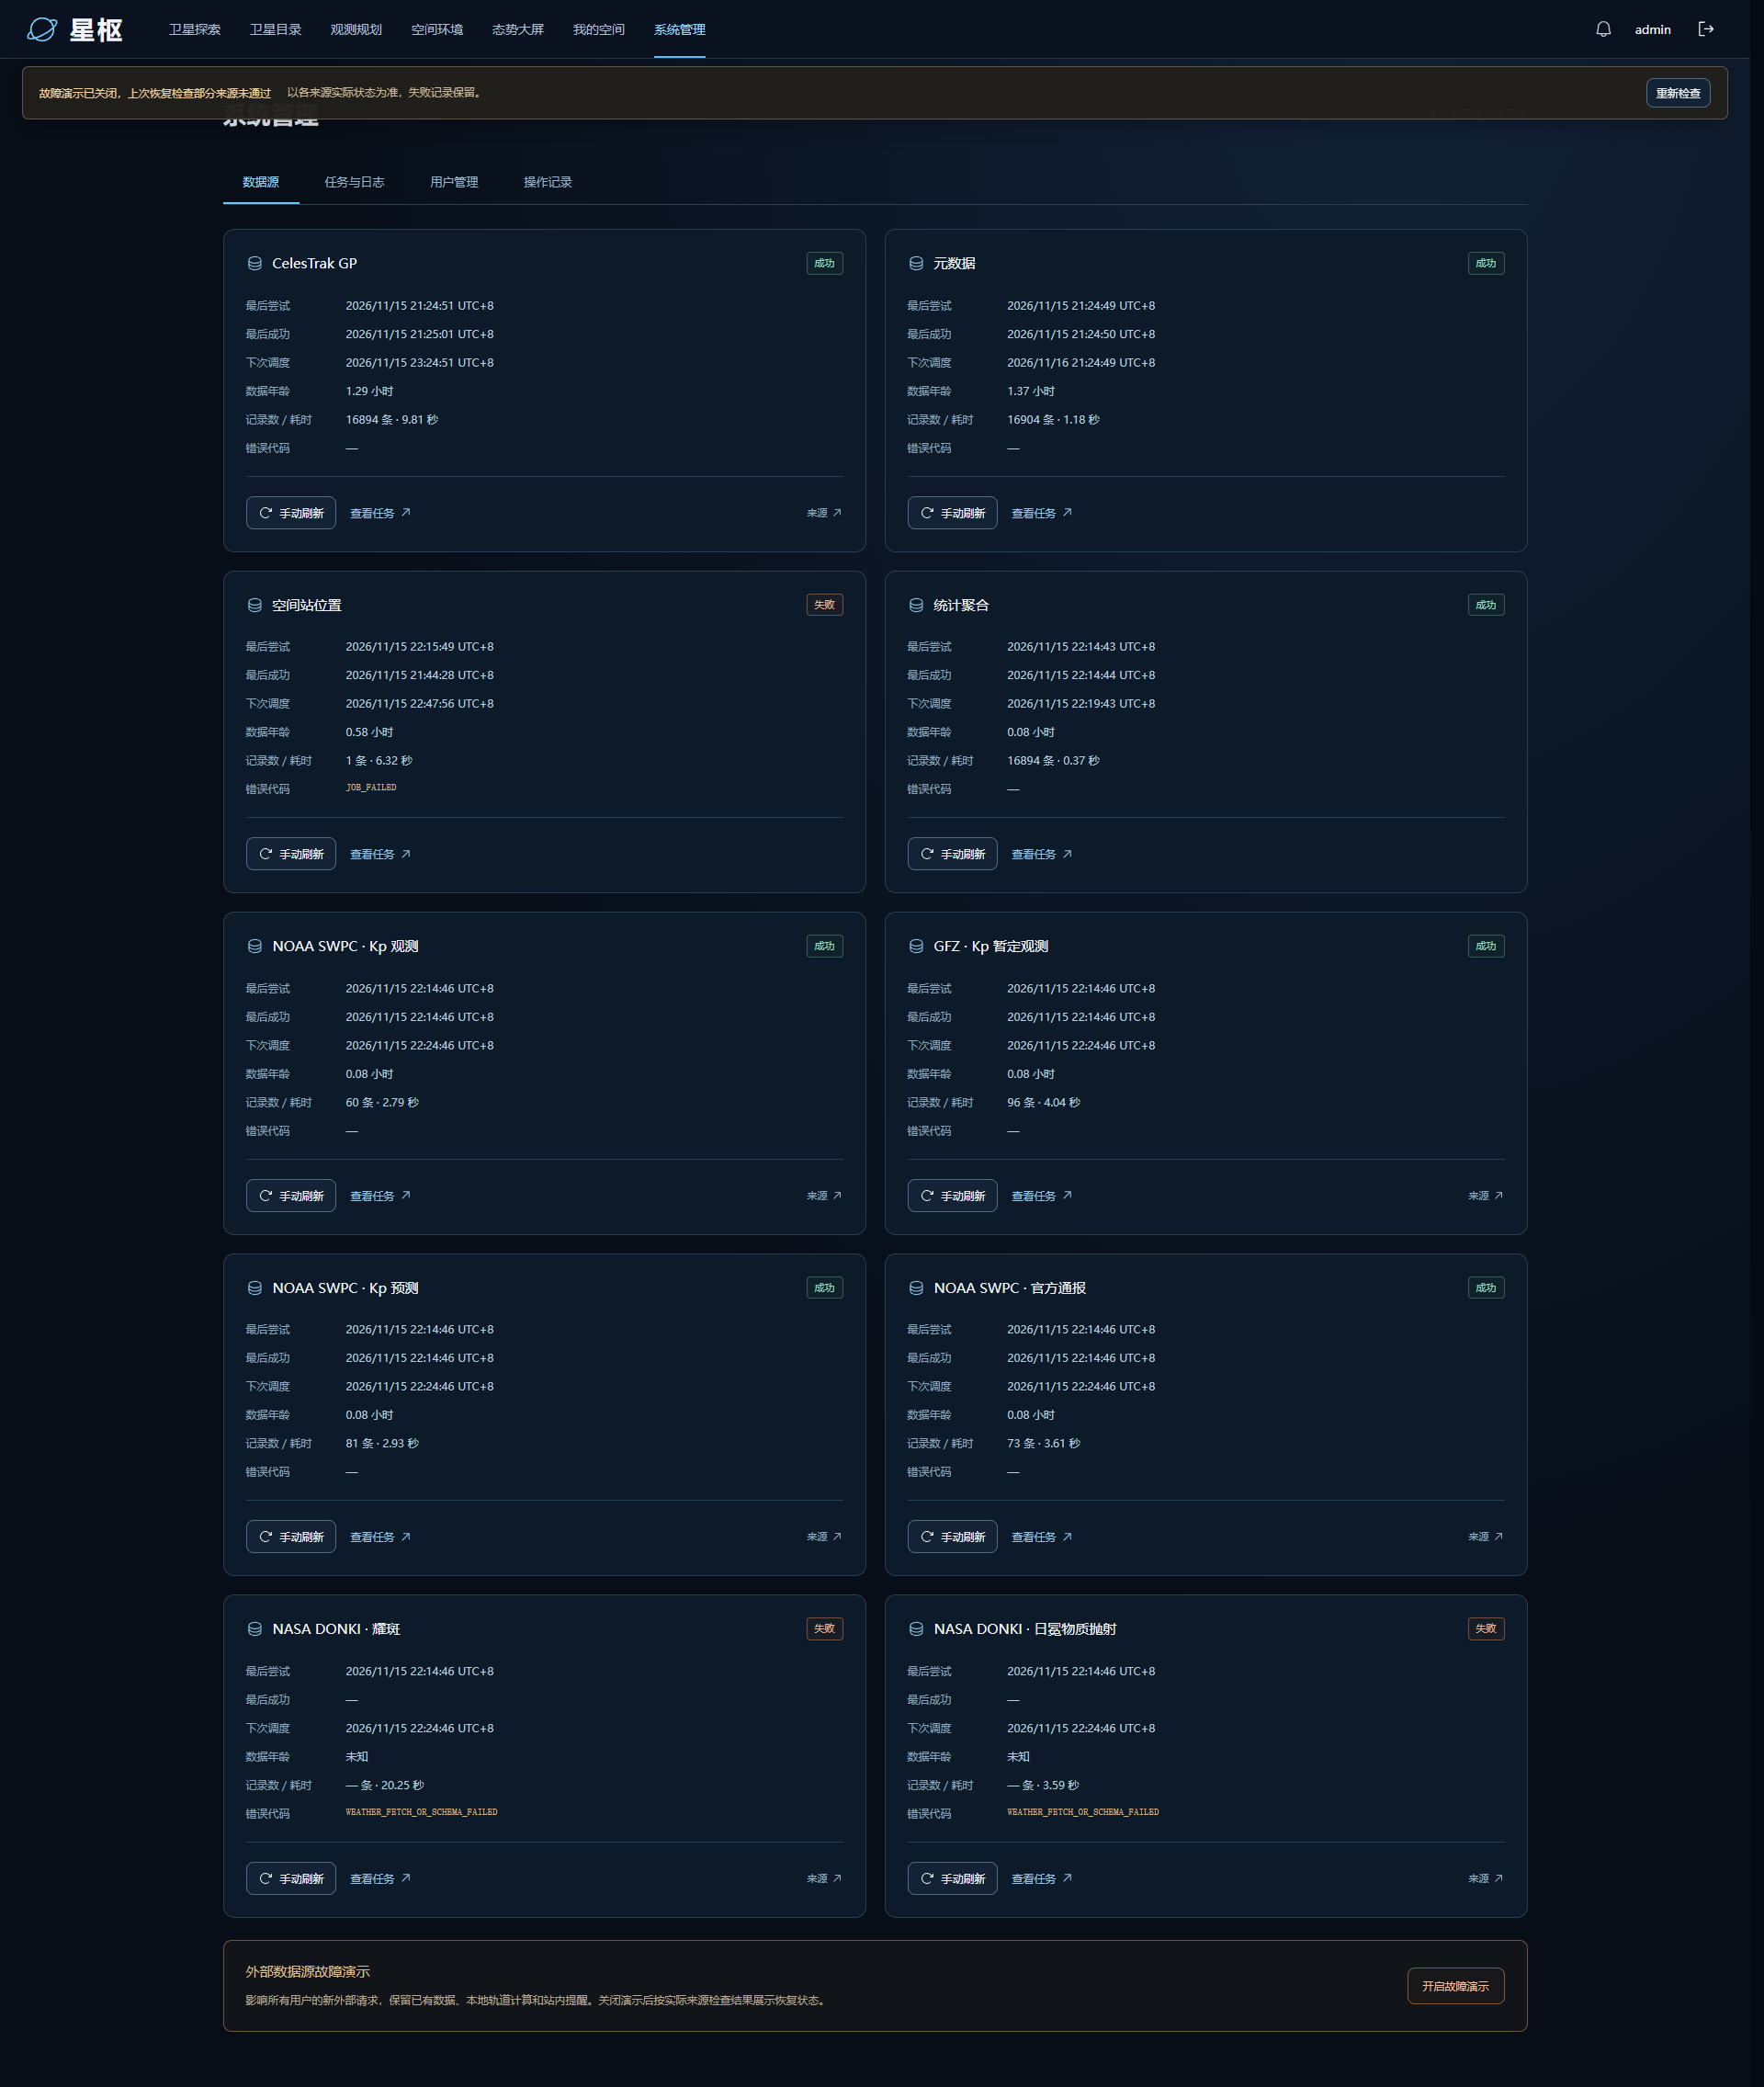 星枢 卫星探索 卫星目录 观测规划 空间环境 态势大屏 我的空间 系统管理 admin
故障演示已关闭，上次恢复检查部分来源未通过 以各来源实际状态为准，失败记录保留。 重新检查
系统管理
数据源 任务与日志 用户管理 操作记录
CelesTrak GP 成功
最后尝试 2026/11/15 21:24:51 UTC+8
最后成功 2026/11/15 21:25:01 UTC+8
下次调度 2026/11/15 23:24:51 UTC+8
数据年龄 1.29 小时
记录数 / 耗时 16894 条 · 9.81 秒
错误代码 —
手动刷新 查看任务 ↗ 来源 ↗
元数据 成功
最后尝试 2026/11/15 21:24:49 UTC+8
最后成功 2026/11/15 21:24:50 UTC+8
下次调度 2026/11/16 21:24:49 UTC+8
数据年龄 1.37 小时
记录数 / 耗时 16904 条 · 1.18 秒
错误代码 —
手动刷新 查看任务 ↗
空间站位置 失败
最后尝试 2026/11/15 22:15:49 UTC+8
最后成功 2026/11/15 21:44:28 UTC+8
下次调度 2026/11/15 22:47:56 UTC+8
数据年龄 0.58 小时
记录数 / 耗时 1 条 · 6.32 秒
错误代码 JOB_FAILED
手动刷新 查看任务 ↗
统计聚合 成功
最后尝试 2026/11/15 22:14:43 UTC+8
最后成功 2026/11/15 22:14:44 UTC+8
下次调度 2026/11/15 22:19:43 UTC+8
数据年龄 0.08 小时
记录数 / 耗时 16894 条 · 0.37 秒
错误代码 —
手动刷新 查看任务 ↗
NOAA SWPC · Kp 观测 成功
最后尝试 2026/11/15 22:14:46 UTC+8
最后成功 2026/11/15 22:14:46 UTC+8
下次调度 2026/11/15 22:24:46 UTC+8
数据年龄 0.08 小时
记录数 / 耗时 60 条 · 2.79 秒
错误代码 —
手动刷新 查看任务 ↗ 来源 ↗
GFZ · Kp 暂定观测 成功
最后尝试 2026/11/15 22:14:46 UTC+8
最后成功 2026/11/15 22:14:46 UTC+8
下次调度 2026/11/15 22:24:46 UTC+8
数据年龄 0.08 小时
记录数 / 耗时 96 条 · 4.04 秒
错误代码 —
手动刷新 查看任务 ↗ 来源 ↗
NOAA SWPC · Kp 预测 成功
最后尝试 2026/11/15 22:14:46 UTC+8
最后成功 2026/11/15 22:14:46 UTC+8
下次调度 2026/11/15 22:24:46 UTC+8
数据年龄 0.08 小时
记录数 / 耗时 81 条 · 2.93 秒
错误代码 —
手动刷新 查看任务 ↗ 来源 ↗
NOAA SWPC · 官方通报 成功
最后尝试 2026/11/15 22:14:46 UTC+8
最后成功 2026/11/15 22:14:46 UTC+8
下次调度 2026/11/15 22:24:46 UTC+8
数据年龄 0.08 小时
记录数 / 耗时 73 条 · 3.61 秒
错误代码 —
手动刷新 查看任务 ↗ 来源 ↗
NASA DONKI · 耀斑 失败
最后尝试 2026/11/15 22:14:46 UTC+8
最后成功 —
下次调度 2026/11/15 22:24:46 UTC+8
数据年龄 未知
记录数 / 耗时 — 条 · 20.25 秒
错误代码 WEATHER_FETCH_OR_SCHEMA_FAILED
手动刷新 查看任务 ↗ 来源 ↗
NASA DONKI · 日冕物质抛射 失败
最后尝试 2026/11/15 22:14:46 UTC+8
最后成功 —
下次调度 2026/11/15 22:24:46 UTC+8
数据年龄 未知
记录数 / 耗时 — 条 · 3.59 秒
错误代码 WEATHER_FETCH_OR_SCHEMA_FAILED
手动刷新 查看任务 ↗ 来源 ↗
外部数据源故障演示
影响所有用户的新外部请求，保留已有数据、本地轨道计算和站内提醒。关闭演示后按实际来源检查结果展示恢复状态。
开启故障演示